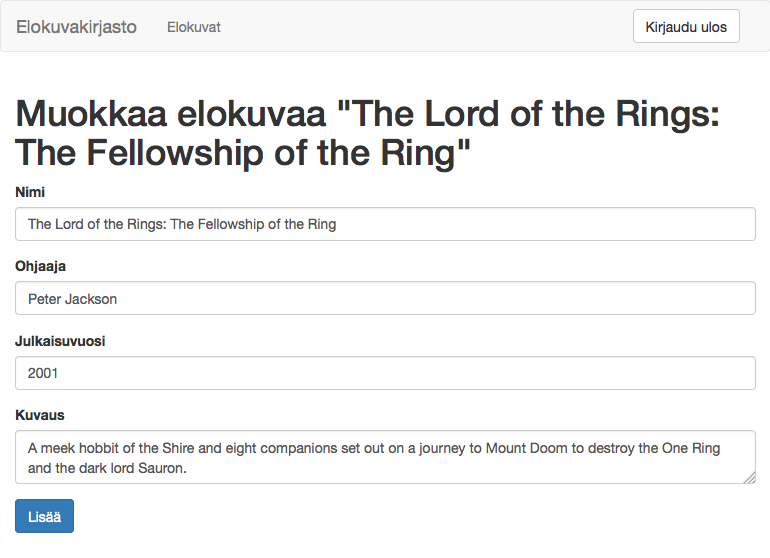 Elokuvakirjasto Elokuvat Kirjaudu ulos
Muokkaa elokuvaa "The Lord of the Rings:
The Fellowship of the Ring"
Nimi
The Lord of the Rings: The Fellowship of the Ring
Ohjaaja
Peter Jackson
Julkaisuvuosi
2001
Kuvaus
A meek hobbit of the Shire and eight companions set out on a journey to Mount Doom to destroy the One Ring
and the dark lord Sauron.
Lisää